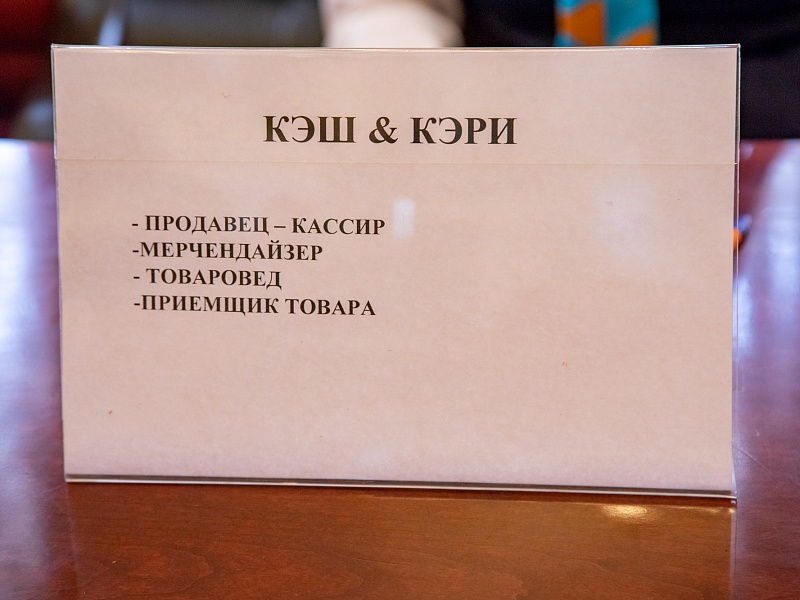 КЭШ & КЭРИ
- ПРОДАВЕЦ – КАССИР
-МЕРЧЕНДАЙЗЕР
- ТОВАРОВЕД
-ПРИЕМЩИК ТОВАРА